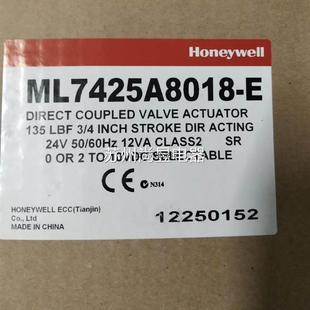 Honeywell
ML7425A8018-E
DIRECT COUPLED VALVE ACTUATOR
135 LBF 3/4 INCH STROKE DIR ACTING
24V 50/60Hz 12VA CLASS2 SR
0 OR 2 TO 10VDC SELECTABLE
CE N314
HONEYWELL ECC(Tianjin)
Co., Ltd
MADE IN CHINA
12250152